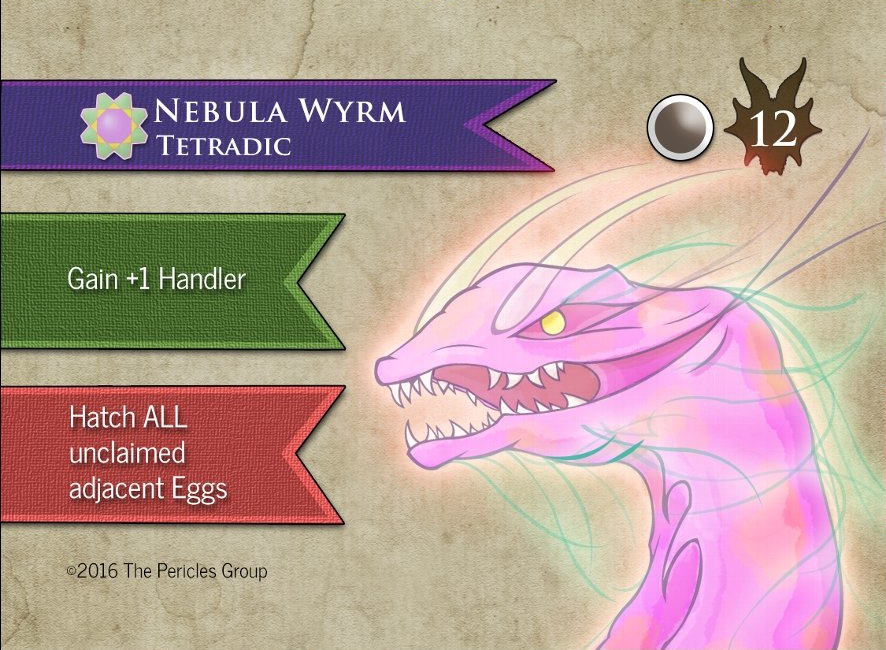 Nebula Wyrm
Tetradic
12
Gain +1 Handler
Hatch ALL
unclaimed
adjacent Eggs
©2016 The Pericles Group